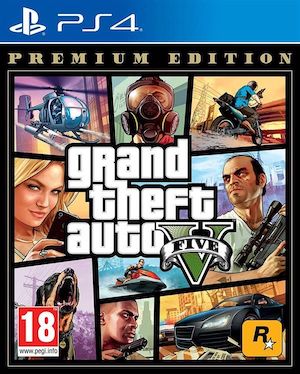 PS4
PREMIUM EDITION
grand
theft
auto
V
FIVE
18
www.pegi.info
R